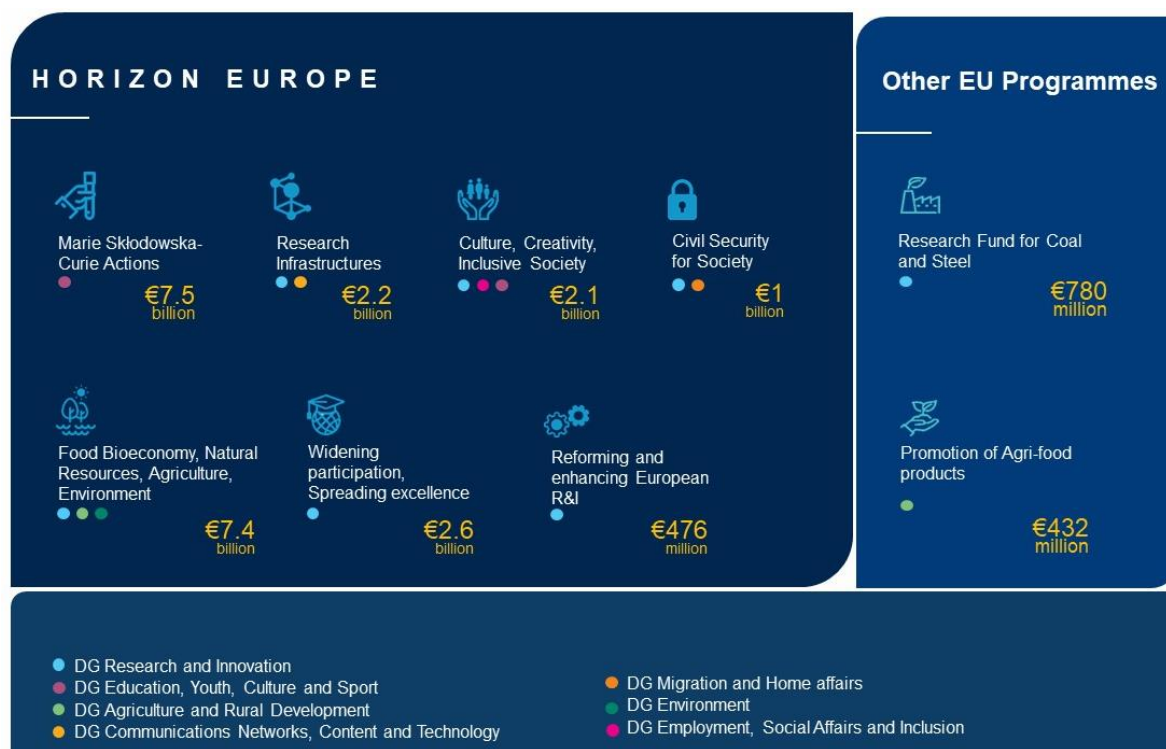 HORIZON EUROPE
Other EU Programmes
Marie Skłodowska-
Curie Actions
€7.5
billion
Research
Infrastructures
€2.2
billion
Culture, Creativity,
Inclusive Society
€2.1
billion
Civil Security
for Society
€1
billion
Research Fund for Coal
and Steel
€780
million
Food Bioeconomy, Natural
Resources, Agriculture,
Environment
€7.4
billion
Widening
participation,
Spreading excellence
€2.6
billion
Reforming and
enhancing European
R&I
€476
million
Promotion of Agri-food
products
€432
million
DG Research and Innovation
DG Education, Youth, Culture and Sport
DG Agriculture and Rural Development
DG Communications Networks, Content and Technology
DG Migration and Home affairs
DG Environment
DG Employment, Social Affairs and Inclusion